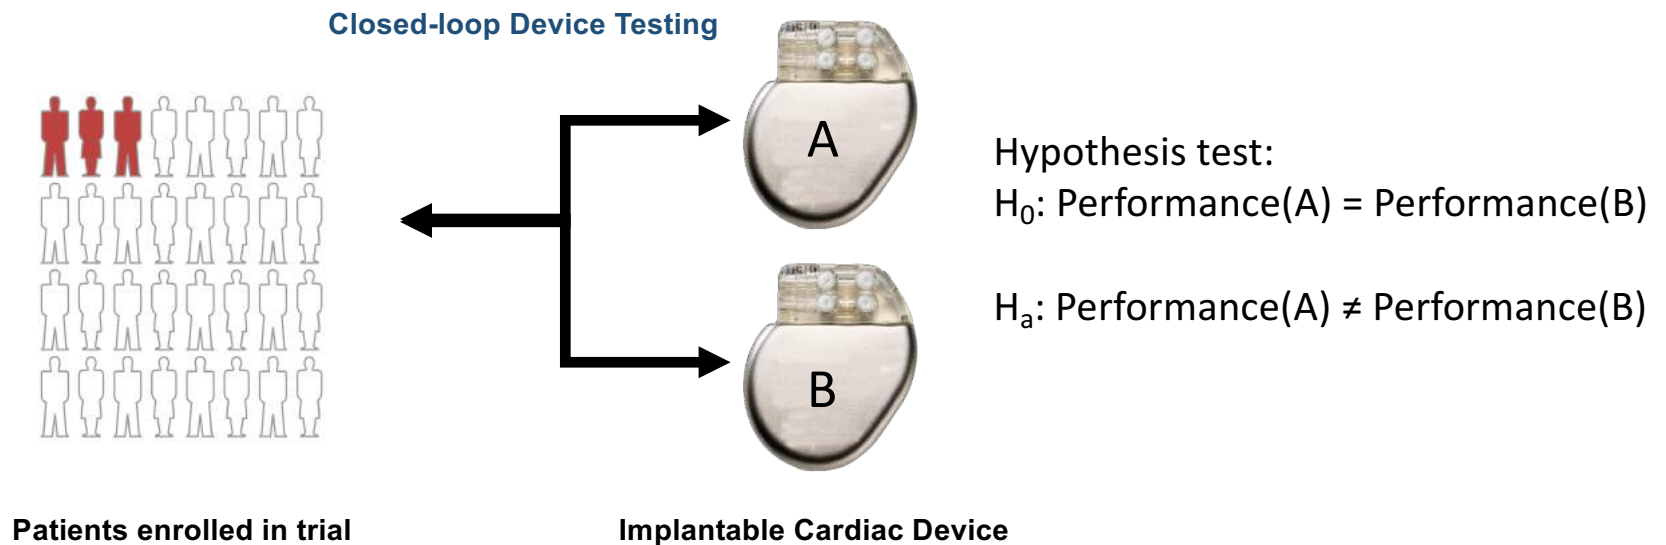 Closed-loop Device Testing
A
Hypothesis test:
H₀: Performance(A) = Performance(B)
Hₐ: Performance(A) ≠ Performance(B)
B
Patients enrolled in trial
Implantable Cardiac Device